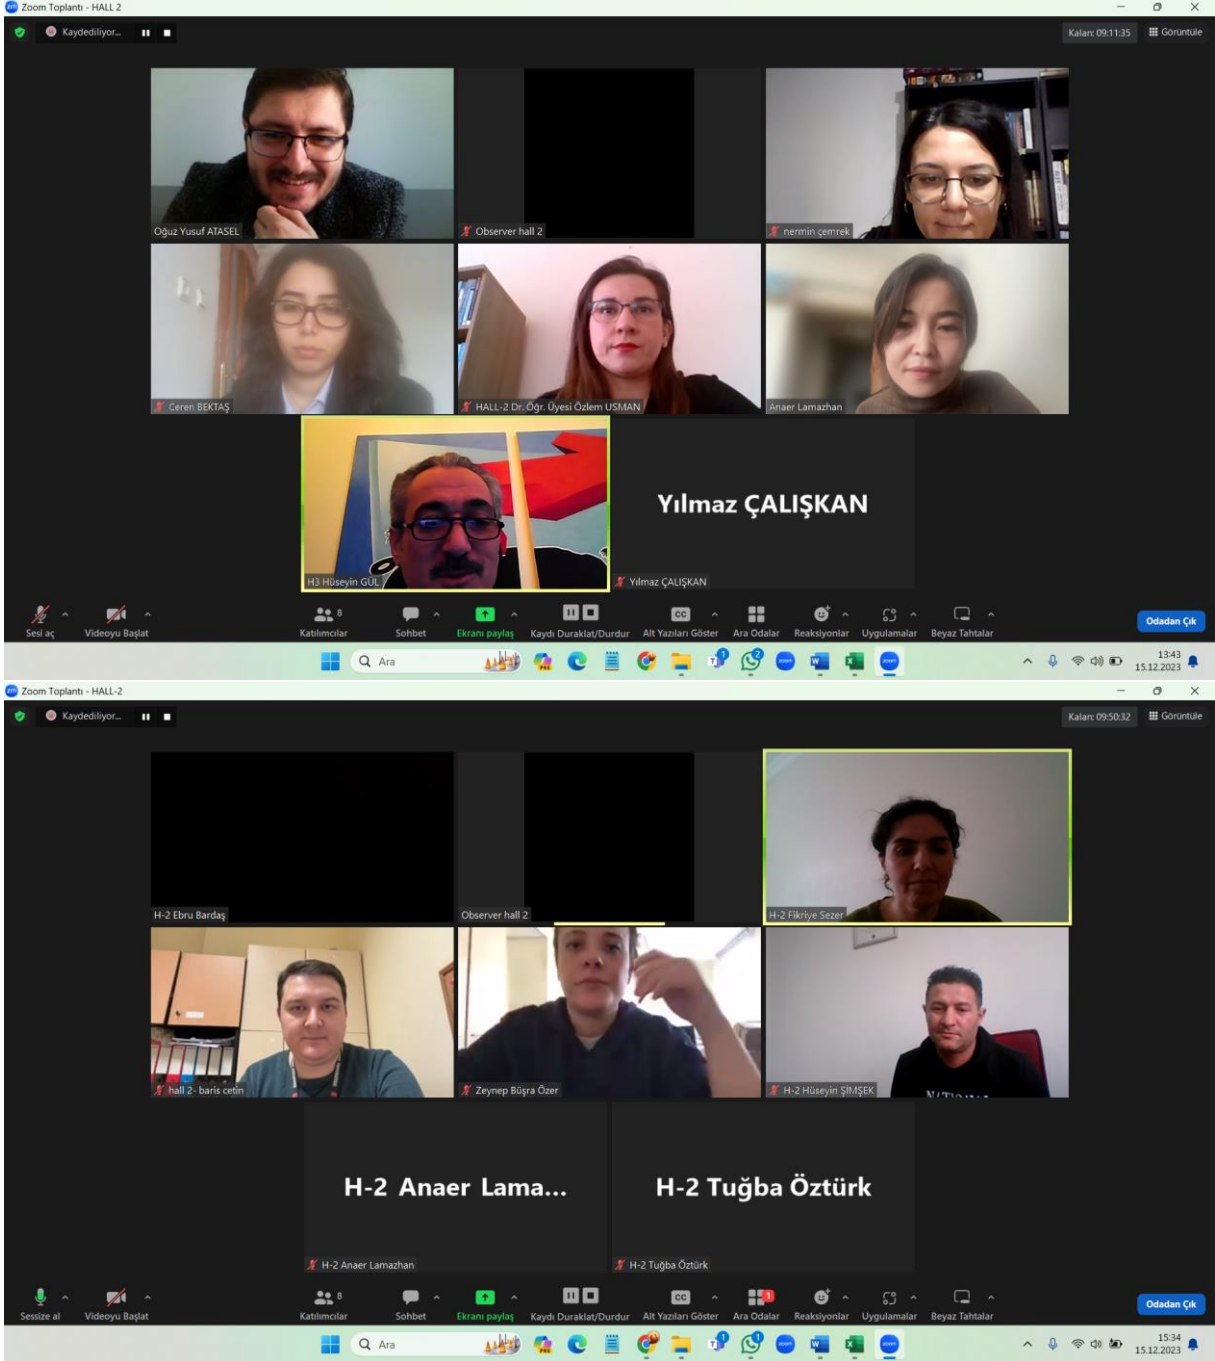 Zoom Toplantı - HALL 2
Kaydediliyor...
Kalan: 09:11:35
Görüntüle
Oğuz Yusuf ATASEL
Observer hall 2
nermin çemrek
Ceren BEKTAŞ
HALL-2 Dr. Öğr. Üyesi Özlem USMAN
Anaer Lamazhan
H3 Hüseyin GÜL
Yılmaz ÇALIŞKAN
Yılmaz ÇALIŞKAN
8
CC
Sesi aç
Videoyu Başlat
Katılımcılar
Sohbet
Ekranı paylaş
Kaydı Duraklat/Durdur
Alt Yazıları Göster
Ara Odalar
Reaksiyonlar
Uygulamalar
Beyaz Tahtalar
Odadan Çık
Ara
1
2
13:43
15.12.2023
Zoom Toplantı - HALL-2
Kaydediliyor...
Kalan: 09:50:32
Görüntüle
H-2 Ebru Bardaş
Observer hall 2
H-2 Fikriye Sezer
hall 2- baris cetin
Zeynep Büşra Özer
H-2 Hüseyin ŞİMŞEK
H-2 Anaer Lama...
H-2 Tuğba Öztürk
H-2 Anaer Lamazhan
H-2 Tuğba Öztürk
8
CC
1
Sessize al
Videoyu Başlat
Katılımcılar
Sohbet
Ekranı paylaş
Kaydı Duraklat/Durdur
Alt Yazıları Göster
Ara Odalar
Reaksiyonlar
Uygulamalar
Beyaz Tahtalar
Odadan Çık
Ara
1
1
15:34
15.12.2023